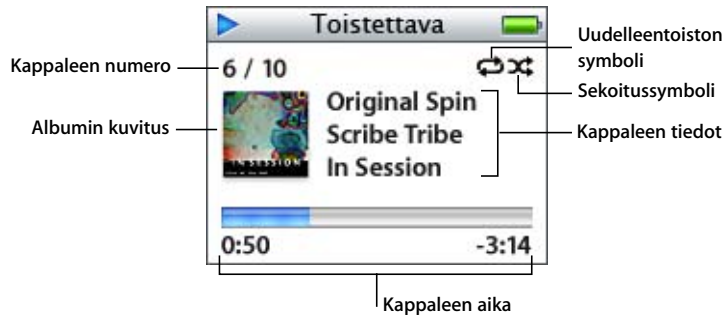 Toistettava
Uudelleentoiston
symboli
Kappaleen numero
6 / 10
Sekoitussymboli
Albumin kuvitus
Original Spin
Scribe Tribe
In Session
Kappaleen tiedot
IN SESSION
0:50
-3:14
Kappaleen aika